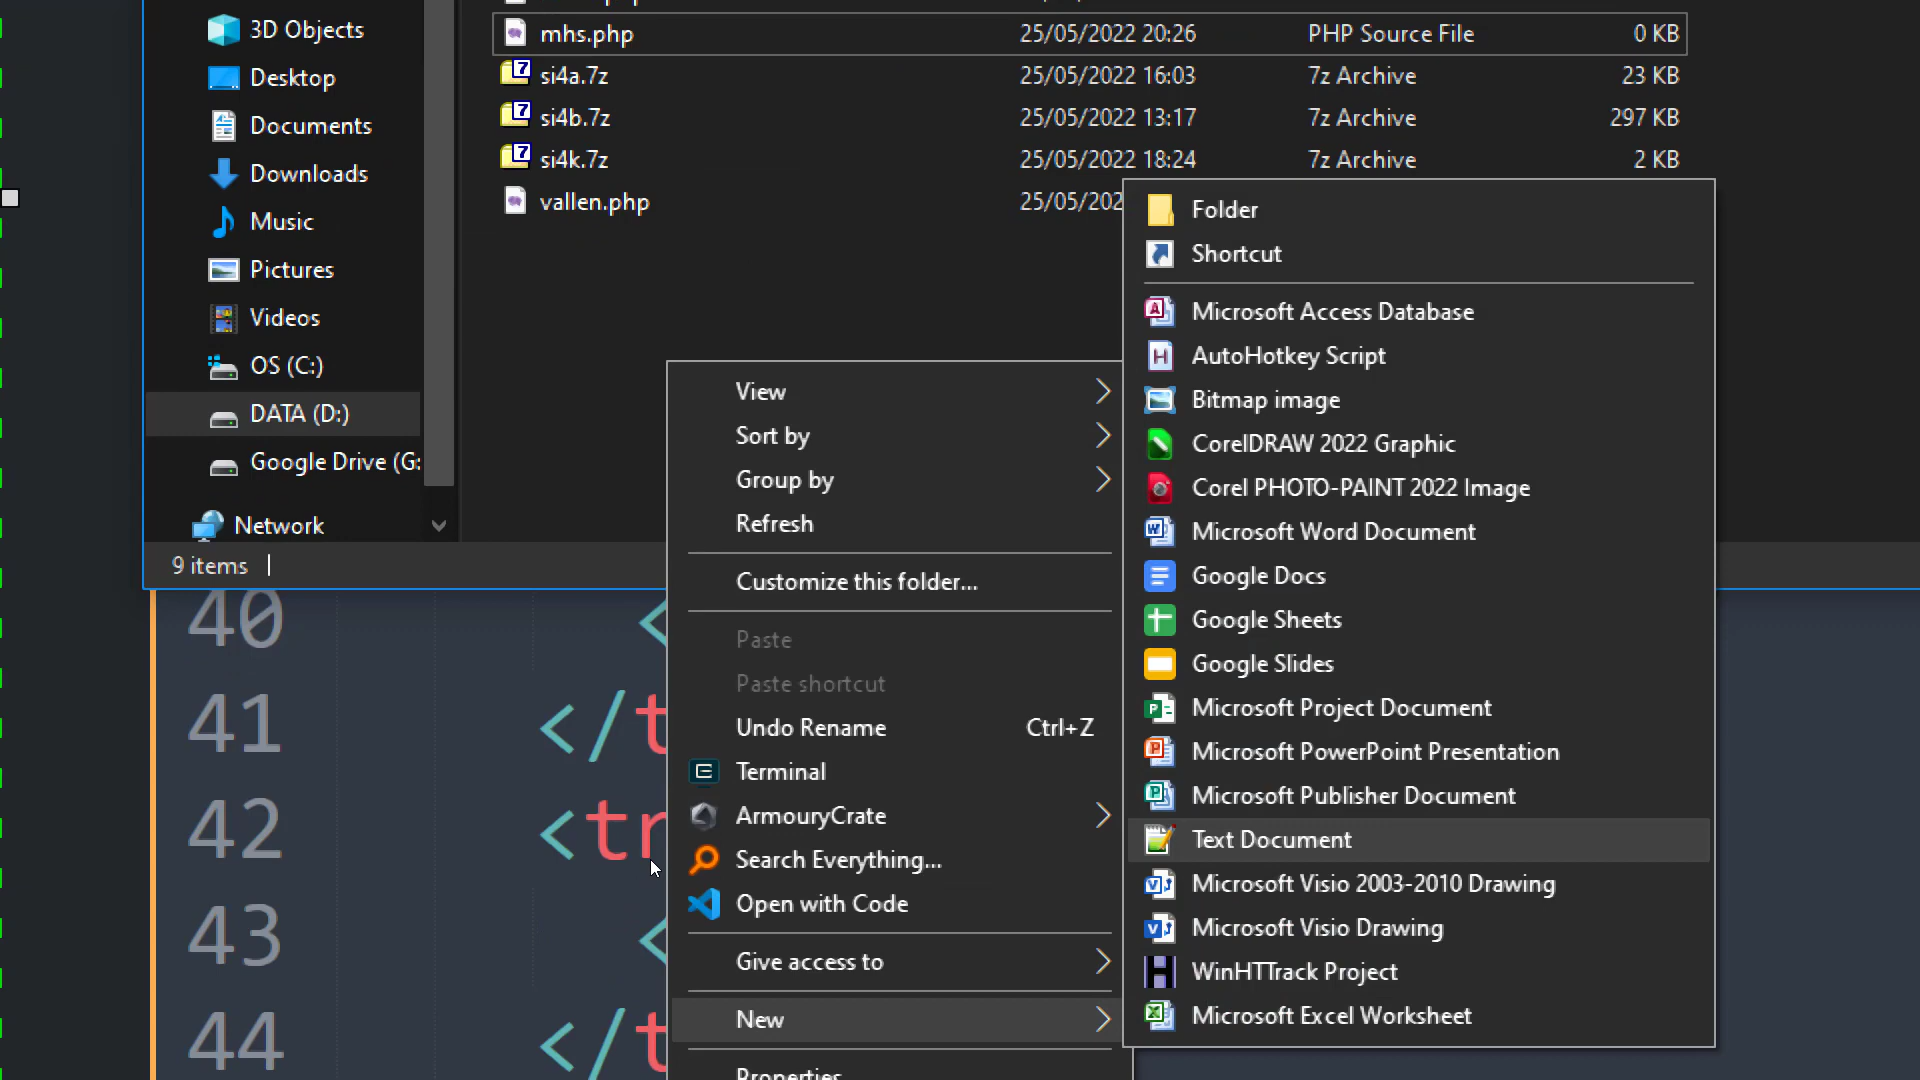 3D Objects
Desktop
Documents
Downloads
Music
Pictures
Videos
OS (C:)
DATA (D:)
Google Drive (G:
Network
9 items
mhs.php 25/05/2022 20:26 PHP Source File 0 KB
si4a.7z 25/05/2022 16:03 7z Archive 23 KB
si4b.7z 25/05/2022 13:17 7z Archive 297 KB
si4k.7z 25/05/2022 18:24 7z Archive 2 KB
vallen.php 25/05/202
View
Sort by
Group by
Refresh
Customize this folder...
Paste
Paste shortcut
Undo Rename Ctrl+Z
Terminal
ArmouryCrate
Search Everything...
Open with Code
Give access to
New
Properties
Folder
Shortcut
Microsoft Access Database
AutoHotkey Script
Bitmap image
CorelDRAW 2022 Graphic
Corel PHOTO-PAINT 2022 Image
Microsoft Word Document
Google Docs
Google Sheets
Google Slides
Microsoft Project Document
Microsoft PowerPoint Presentation
Microsoft Publisher Document
Text Document
Microsoft Visio 2003-2010 Drawing
Microsoft Visio Drawing
WinHTTrack Project
Microsoft Excel Worksheet
40 <
41 </t
42 <tr
43 <
44 </t